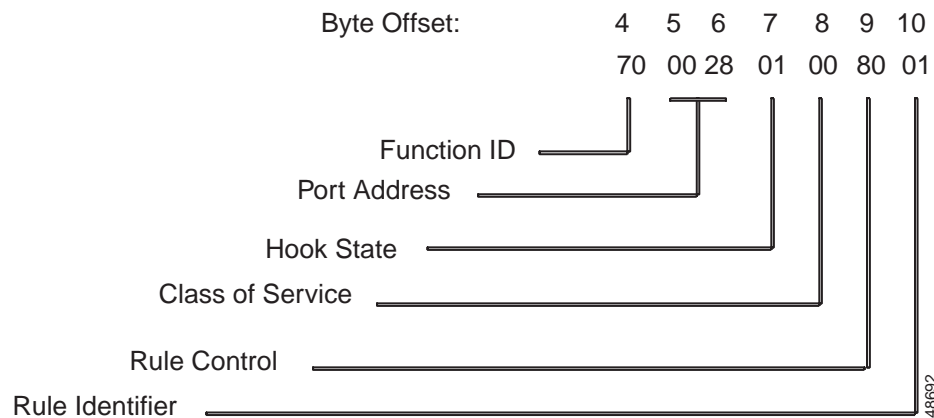 Byte Offset: 4 5 6 7 8 9 10
70 00 28 01 00 80 01
Function ID
Port Address
Hook State
Class of Service
Rule Control
Rule Identifier
48692